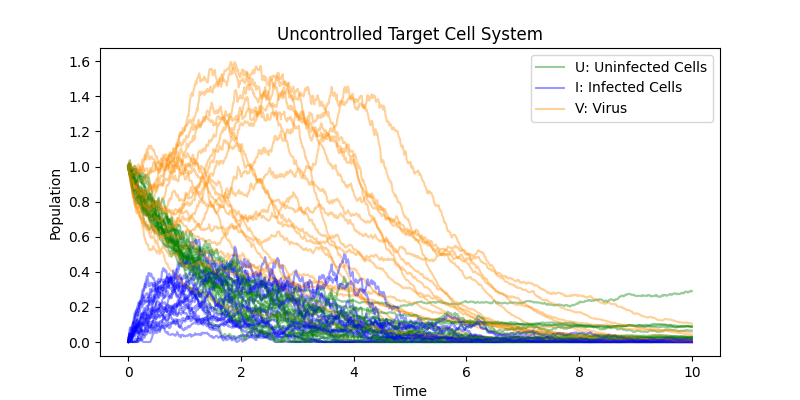 Uncontrolled Target Cell System
1.6
1.4
1.2
1.0
0.8
0.6
0.4
0.2
0.0
Population
U: Uninfected Cells
I: Infected Cells
V: Virus
0 2 4 6 8 10
Time